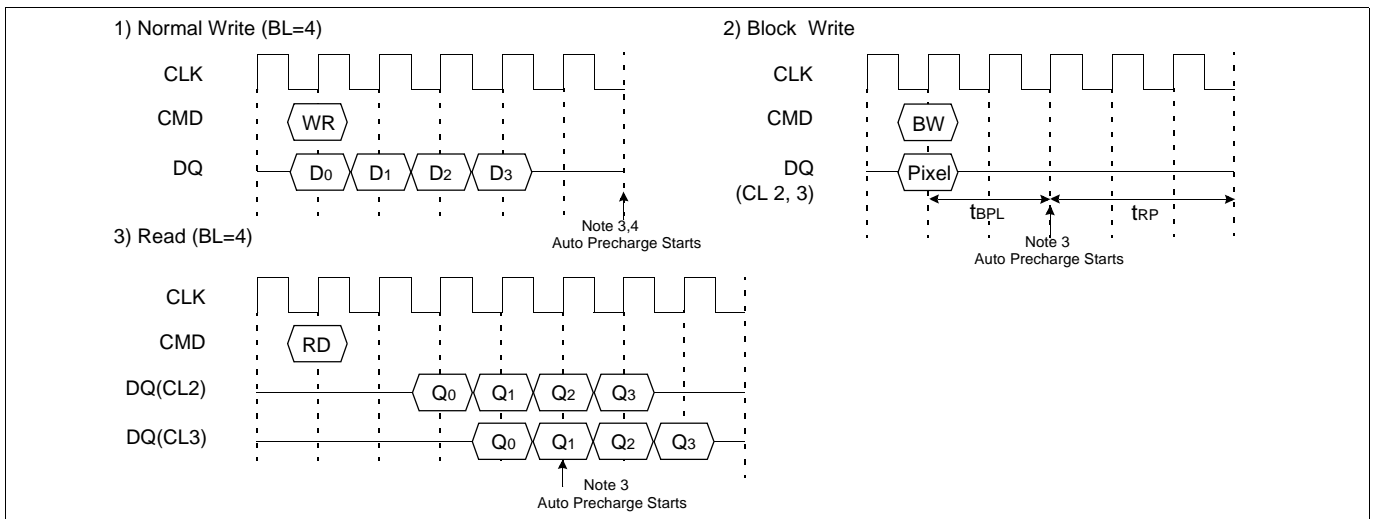 1) Normal Write (BL=4)
CLK
CMD
WR
DQ
D0 D1 D2 D3
Note 3,4
Auto Precharge Starts
2) Block Write
CLK
CMD
BW
DQ
(CL 2, 3)
Pixel
tBPL
tRP
Note 3
Auto Precharge Starts
3) Read (BL=4)
CLK
CMD
RD
DQ(CL2)
Q0 Q1 Q2 Q3
DQ(CL3)
Q0 Q1 Q2 Q3
Note 3
Auto Precharge Starts